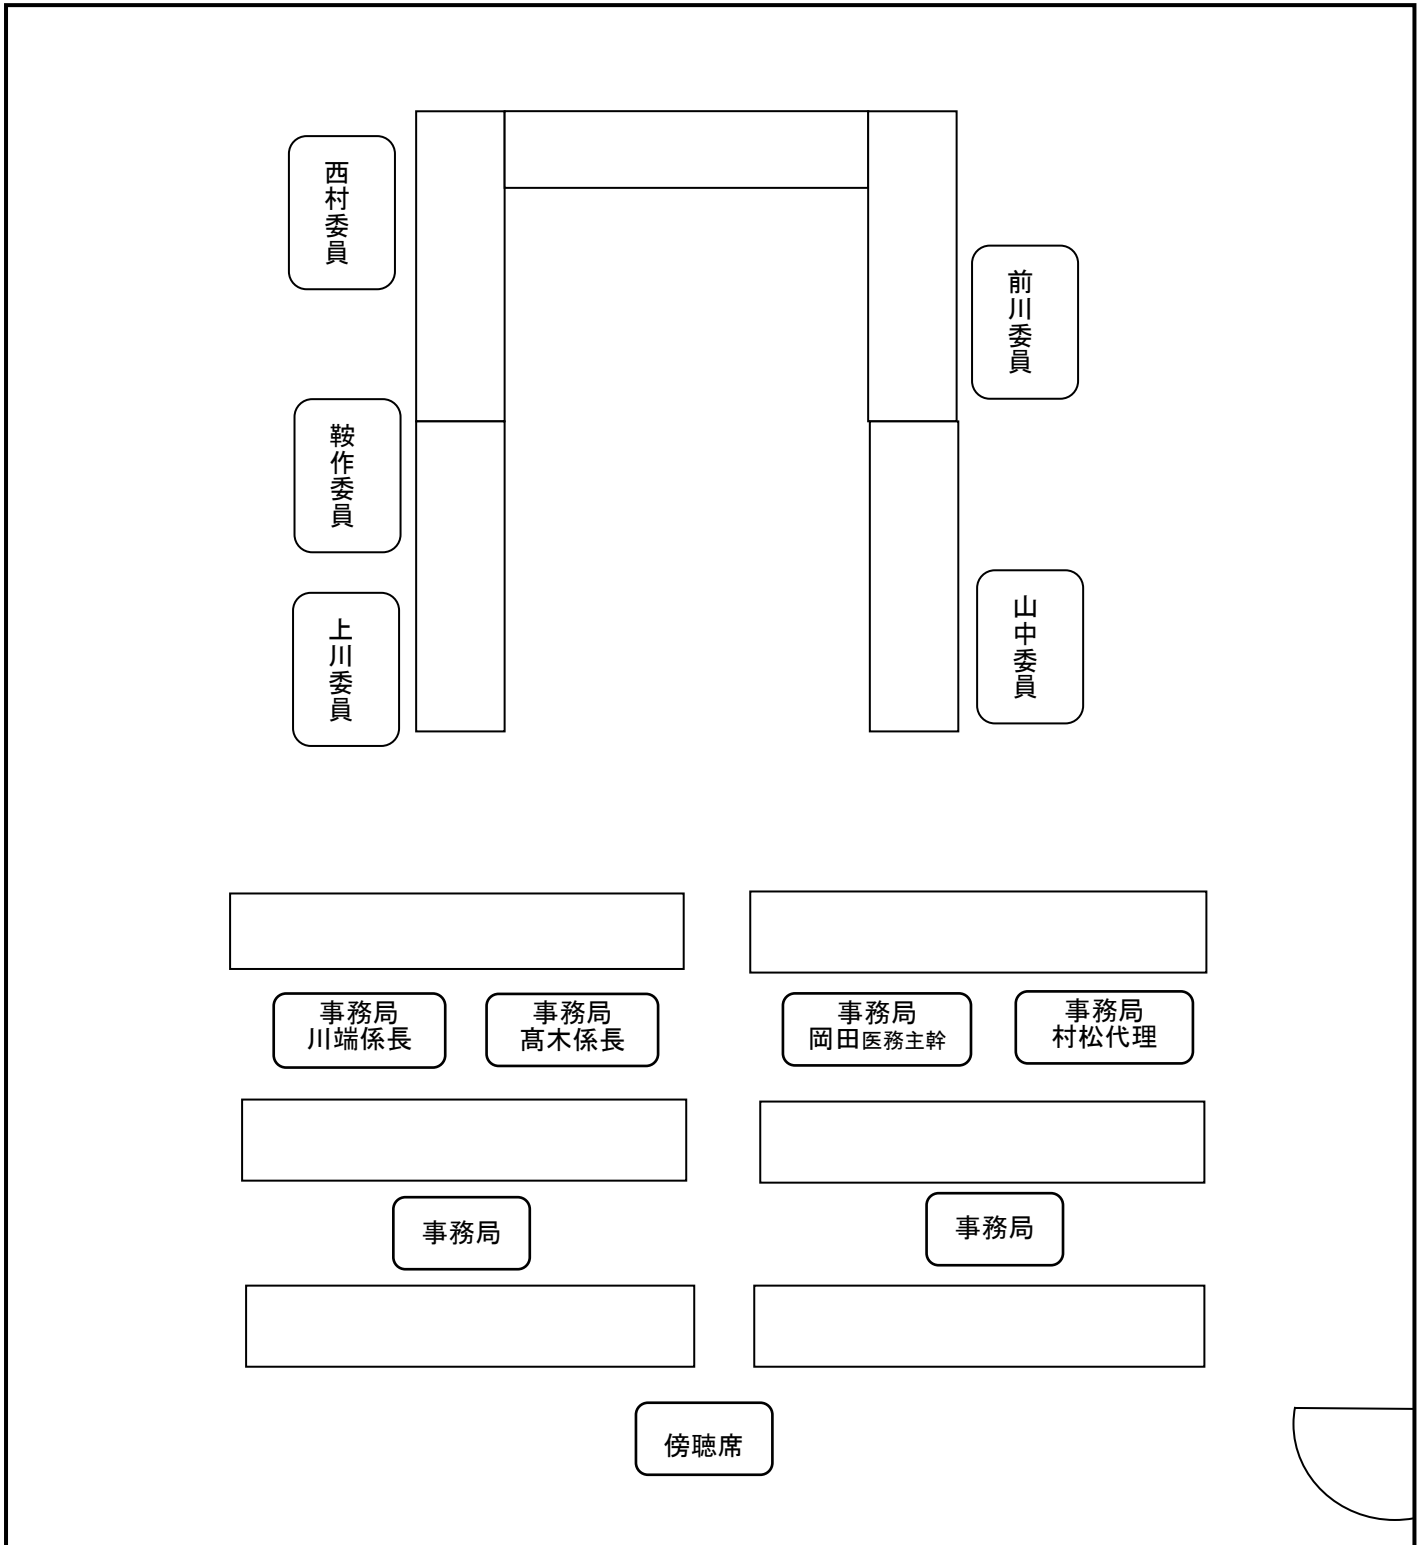 西村委員
前川委員
鞍作委員
上川委員
山中委員
事務局
川端係長
事務局
髙木係長
事務局
岡田医務主幹
事務局
村松代理
事務局
事務局
傍聴席